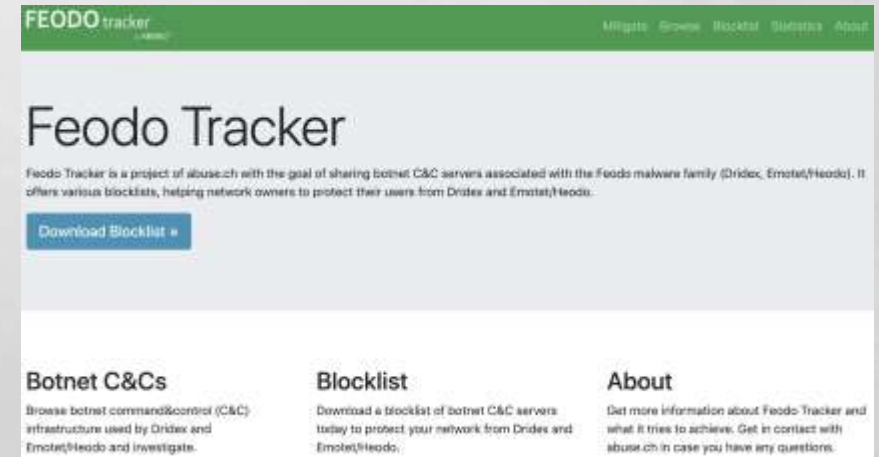 FEODO tracker
Mitigate Browse Blocklist Statistics About
Feodo Tracker
Feodo Tracker is a project of abuse.ch with the goal of sharing botnet C&C servers associated with the Feodo malware family (Dridex, Emotet/Heodo). It
offers various blocklists, helping network owners to protect their users from Dridex and Emotet/Heodo.
Download Blocklist »
Botnet C&Cs
Browse botnet command&control (C&C)
infrastructure used by Dridex and
Emotet/Heodo and investigate.
Blocklist
Download a blocklist of botnet C&C servers
today to protect your network from Dridex and
Emotet/Heodo.
About
Get more information about Feodo Tracker and
what it tries to achieve. Get in contact with
abuse.ch in case you have any questions.